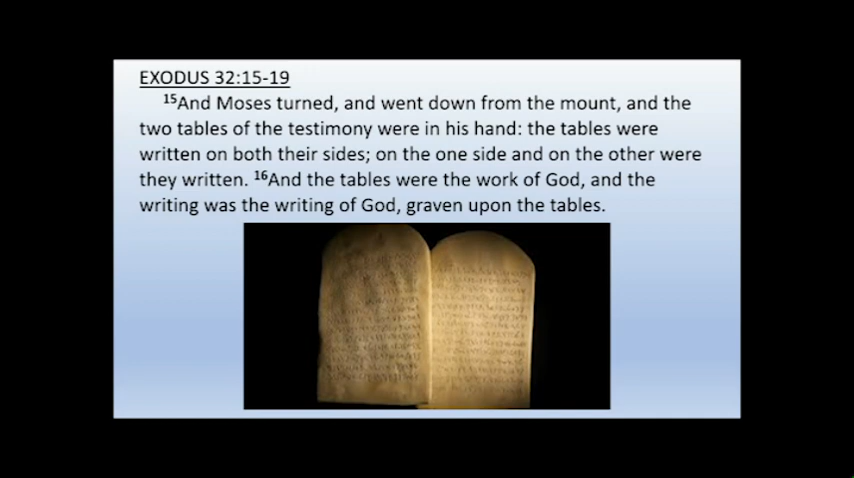 EXODUS 32:15-19
¹⁵And Moses turned, and went down from the mount, and the
two tables of the testimony were in his hand: the tables were
written on both their sides; on the one side and on the other were
they written. ¹⁶And the tables were the work of God, and the
writing was the writing of God, graven upon the tables.